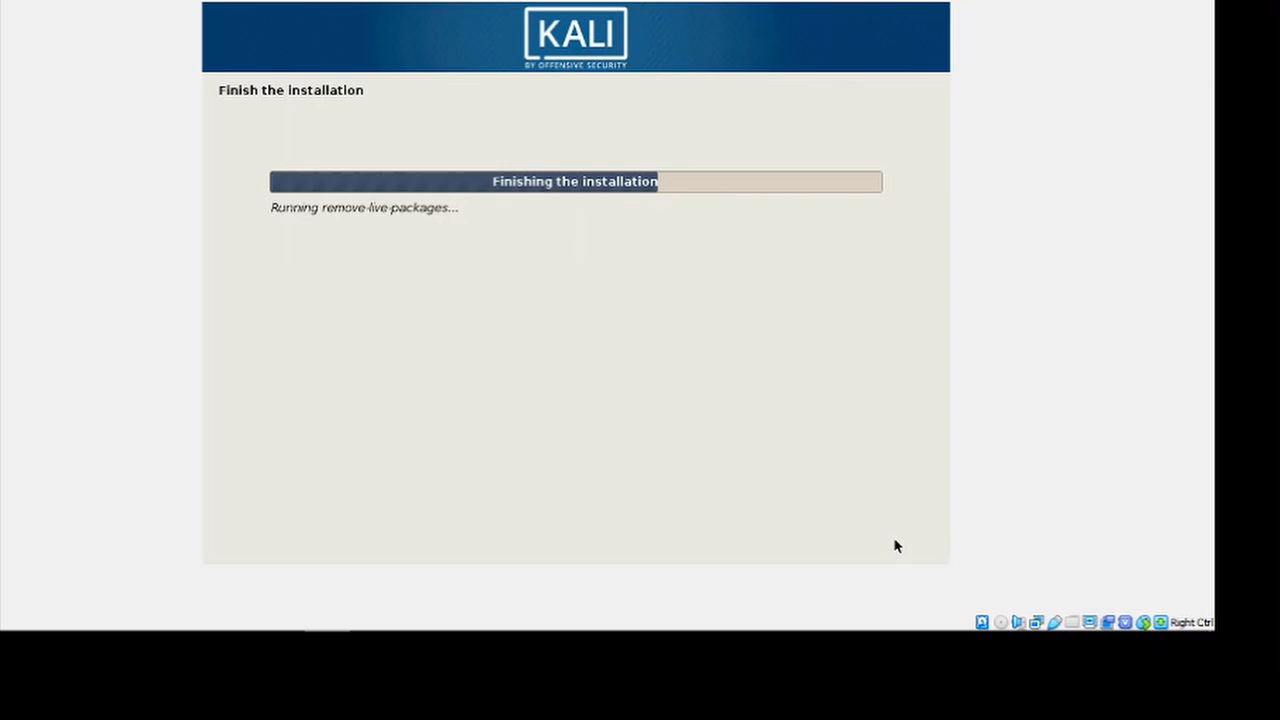 KALI
BY OFFENSIVE SECURITY
Finish the installation
Finishing the installation
Running remove-live-packages...
Right Ctrl